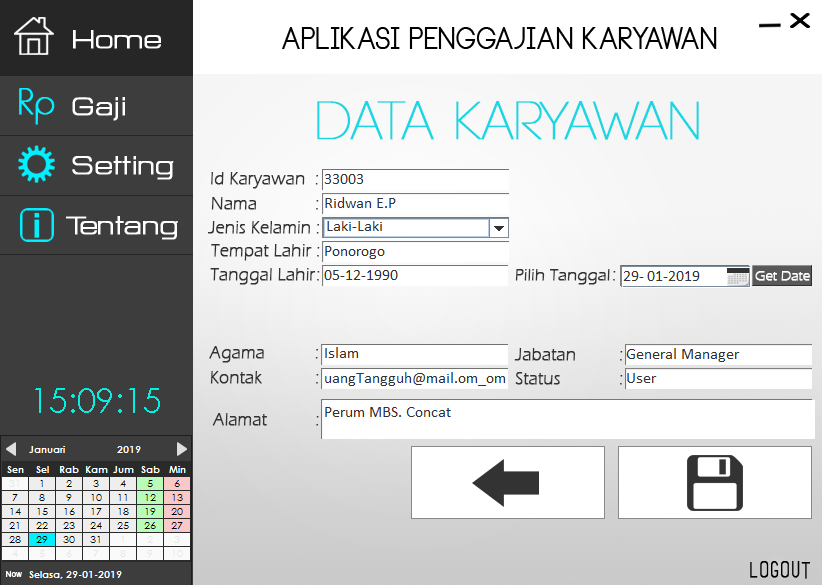 Home
Gaji
Setting
Tentang
15:09:15
Januari 2019
Sen Sel Rab Kam Jum Sab Min
31 1 2 3 4 5 6
7 8 9 10 11 12 13
14 15 16 17 18 19 20
21 22 23 24 25 26 27
28 29 30 31 1 2 3
4 5 6 7 8 9 10
Now Selasa, 29-01-2019
APLIKASI PENGGAJIAN KARYAWAN
DATA KARYAWAN
Id Karyawan : 33003
Nama : Ridwan E.P
Jenis Kelamin : Laki-Laki
Tempat Lahir : Ponorogo
Tanggal Lahir : 05-12-1990 Pilih Tanggal : 29- 01-2019 Get Date
Agama : Islam Jabatan : General Manager
Kontak : uangTangguh@mail.om_om Status : User
Alamat : Perum MBS. Concat
LOGOUT